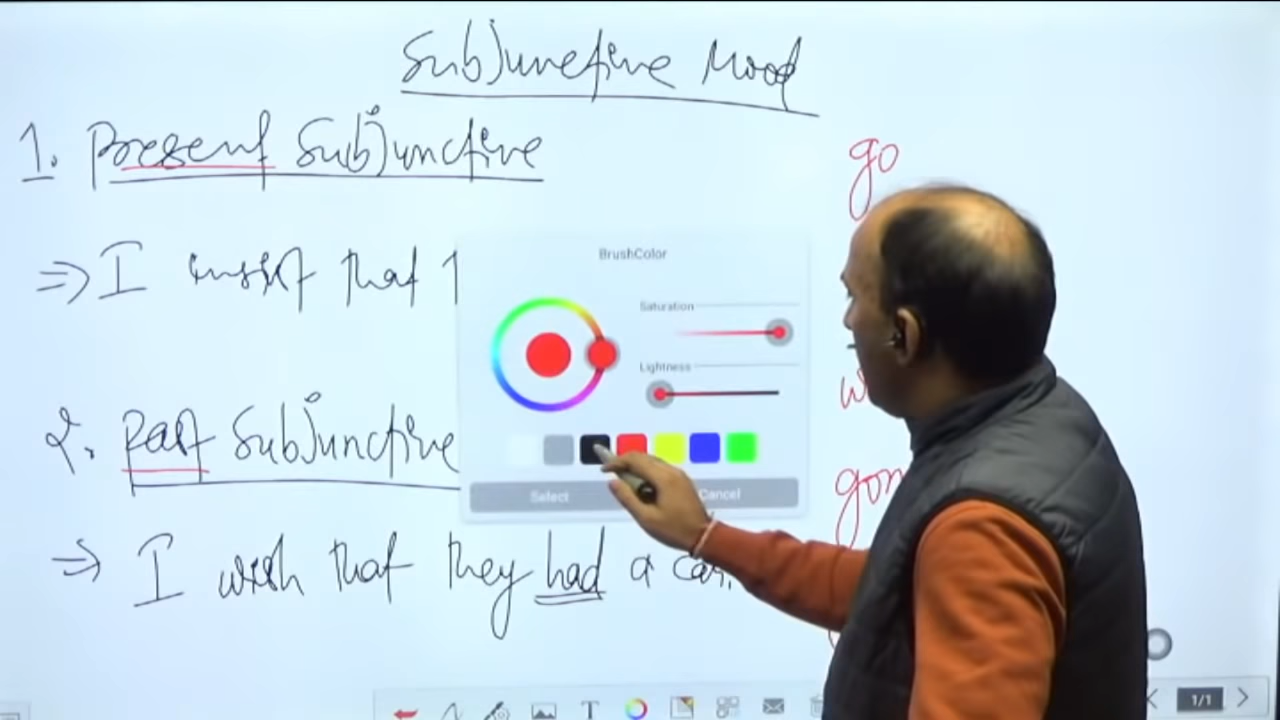 Subjunctive Mood
1. Present Subjunctive
go
⇒ I insist that
BrushColor
Saturation
Lightness
2. Past Subjunctive
Select Cancel
⇒ I wish that they had a car.
T
1/1